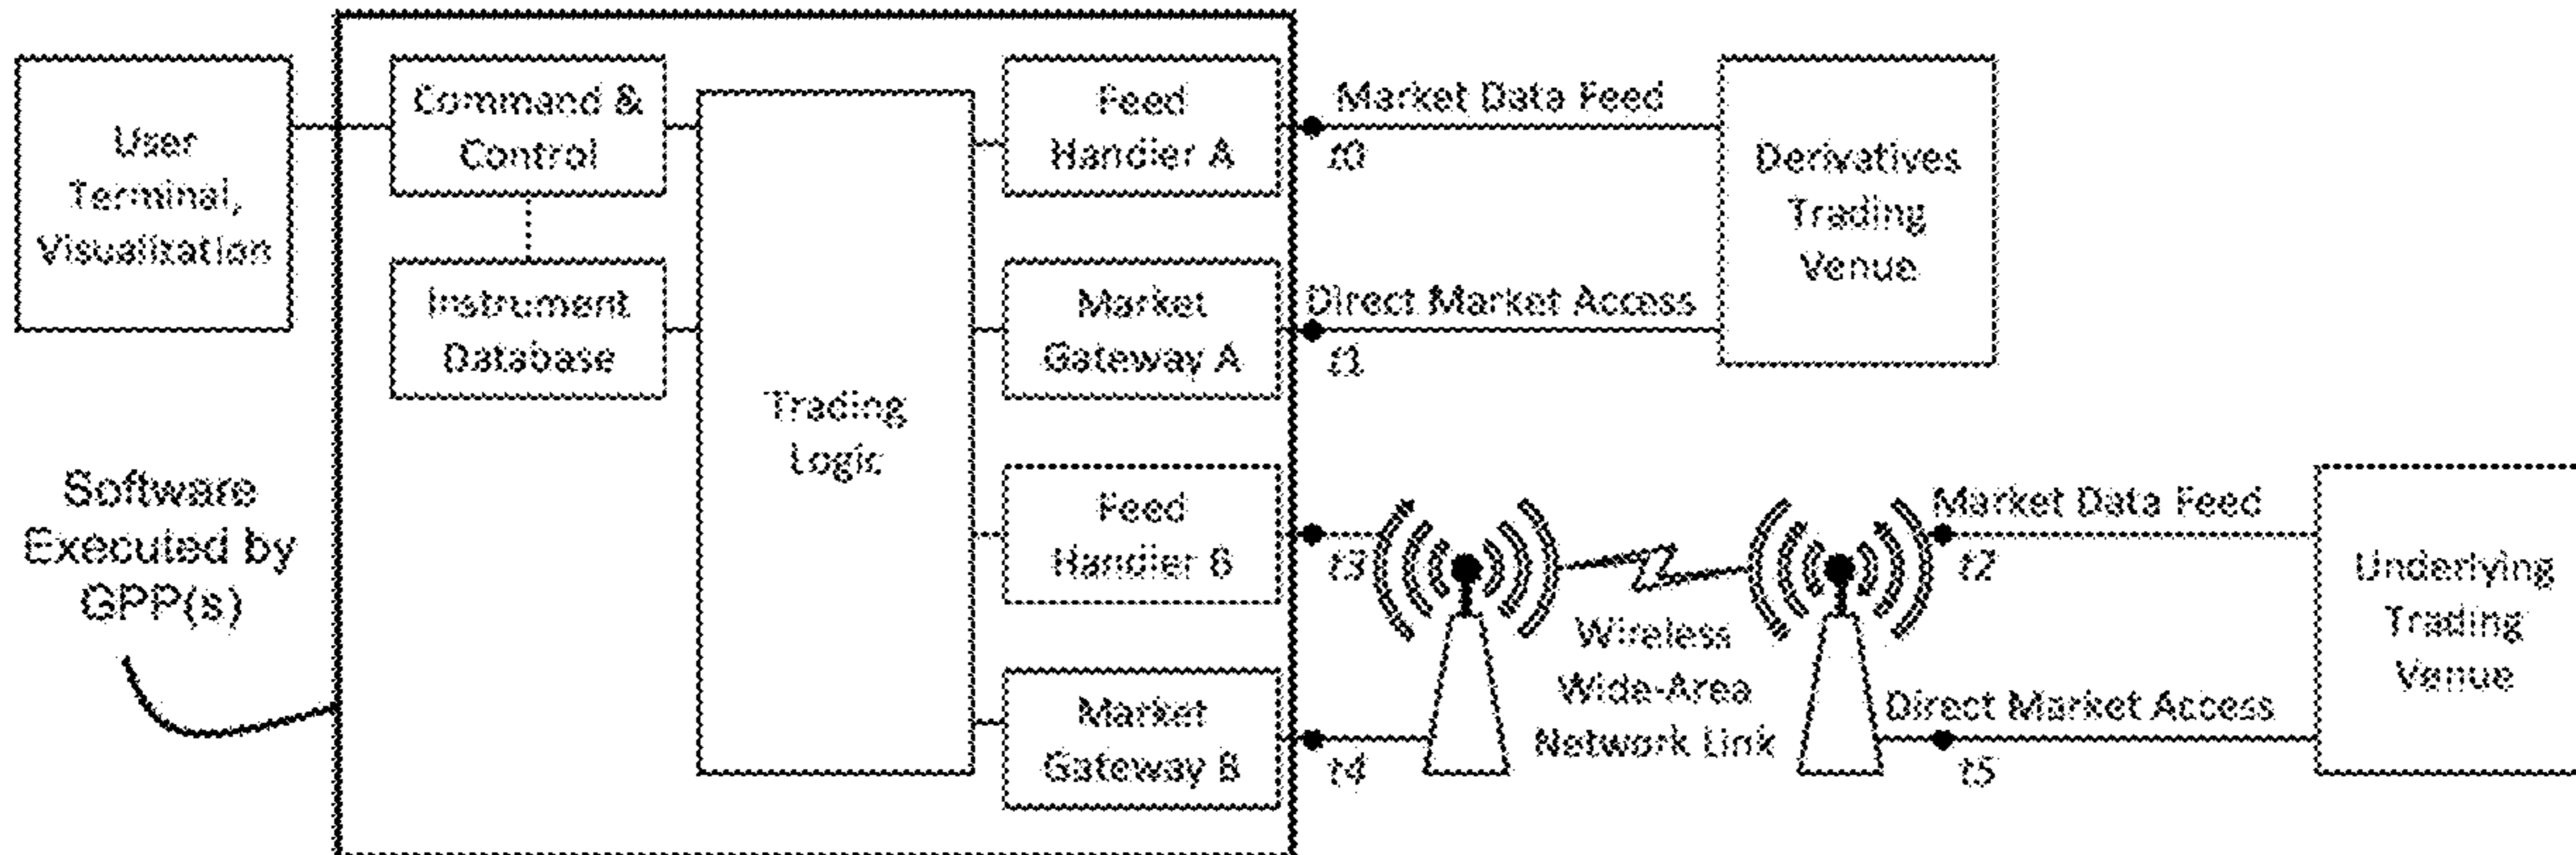 User
Terminal,
Visualization
Command &
Control
Instrument
Database
Trading
Logic
Feed
Handler A
Market
Gateway A
Feed
Handler B
Market
Gateway B
Software
Executed by
GPP(s)
Market Data Feed
t0
Direct Market Access
t1
Derivatives
Trading
Venue
t3
t4
Wireless
Wide-Area
Network Link
Market Data Feed
t2
Direct Market Access
t5
Underlying
Trading
Venue